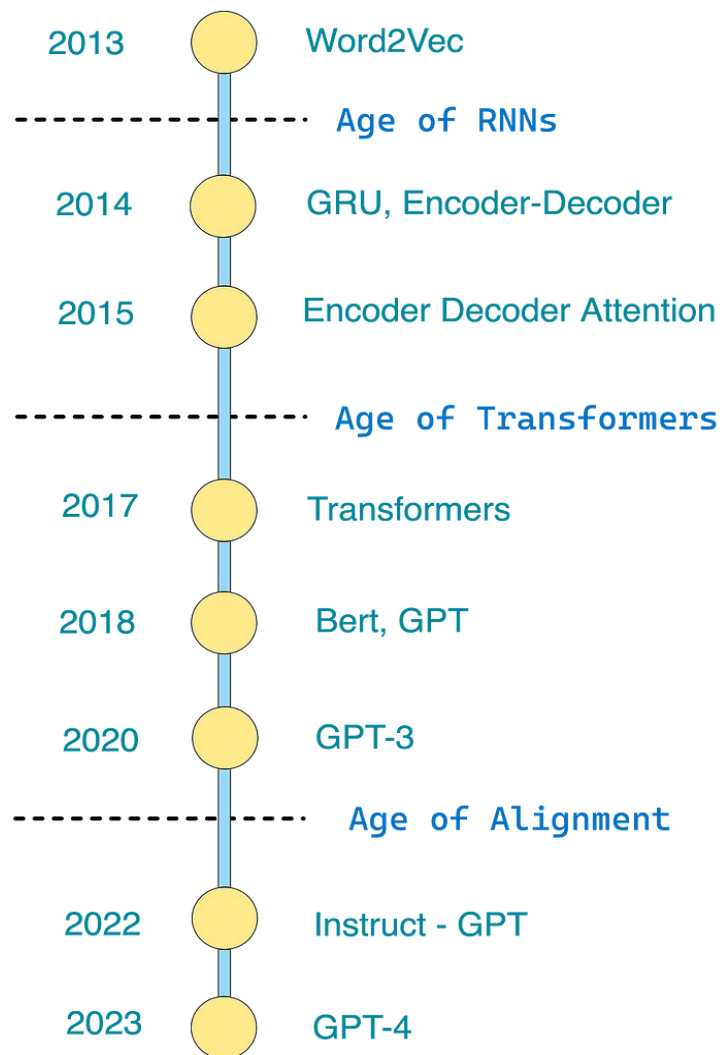 2013 Word2Vec
Age of RNNs
2014 GRU, Encoder-Decoder
2015 Encoder Decoder Attention
Age of Transformers
2017 Transformers
2018 Bert, GPT
2020 GPT-3
Age of Alignment
2022 Instruct - GPT
2023 GPT-4